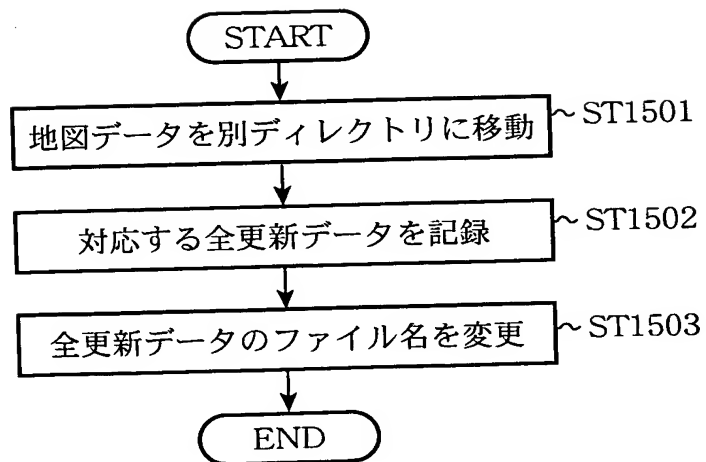 START
地図データを別ディレクトリに移動
~ST1501
対応する全更新データを記録
~ST1502
全更新データのファイル名を変更
~ST1503
END